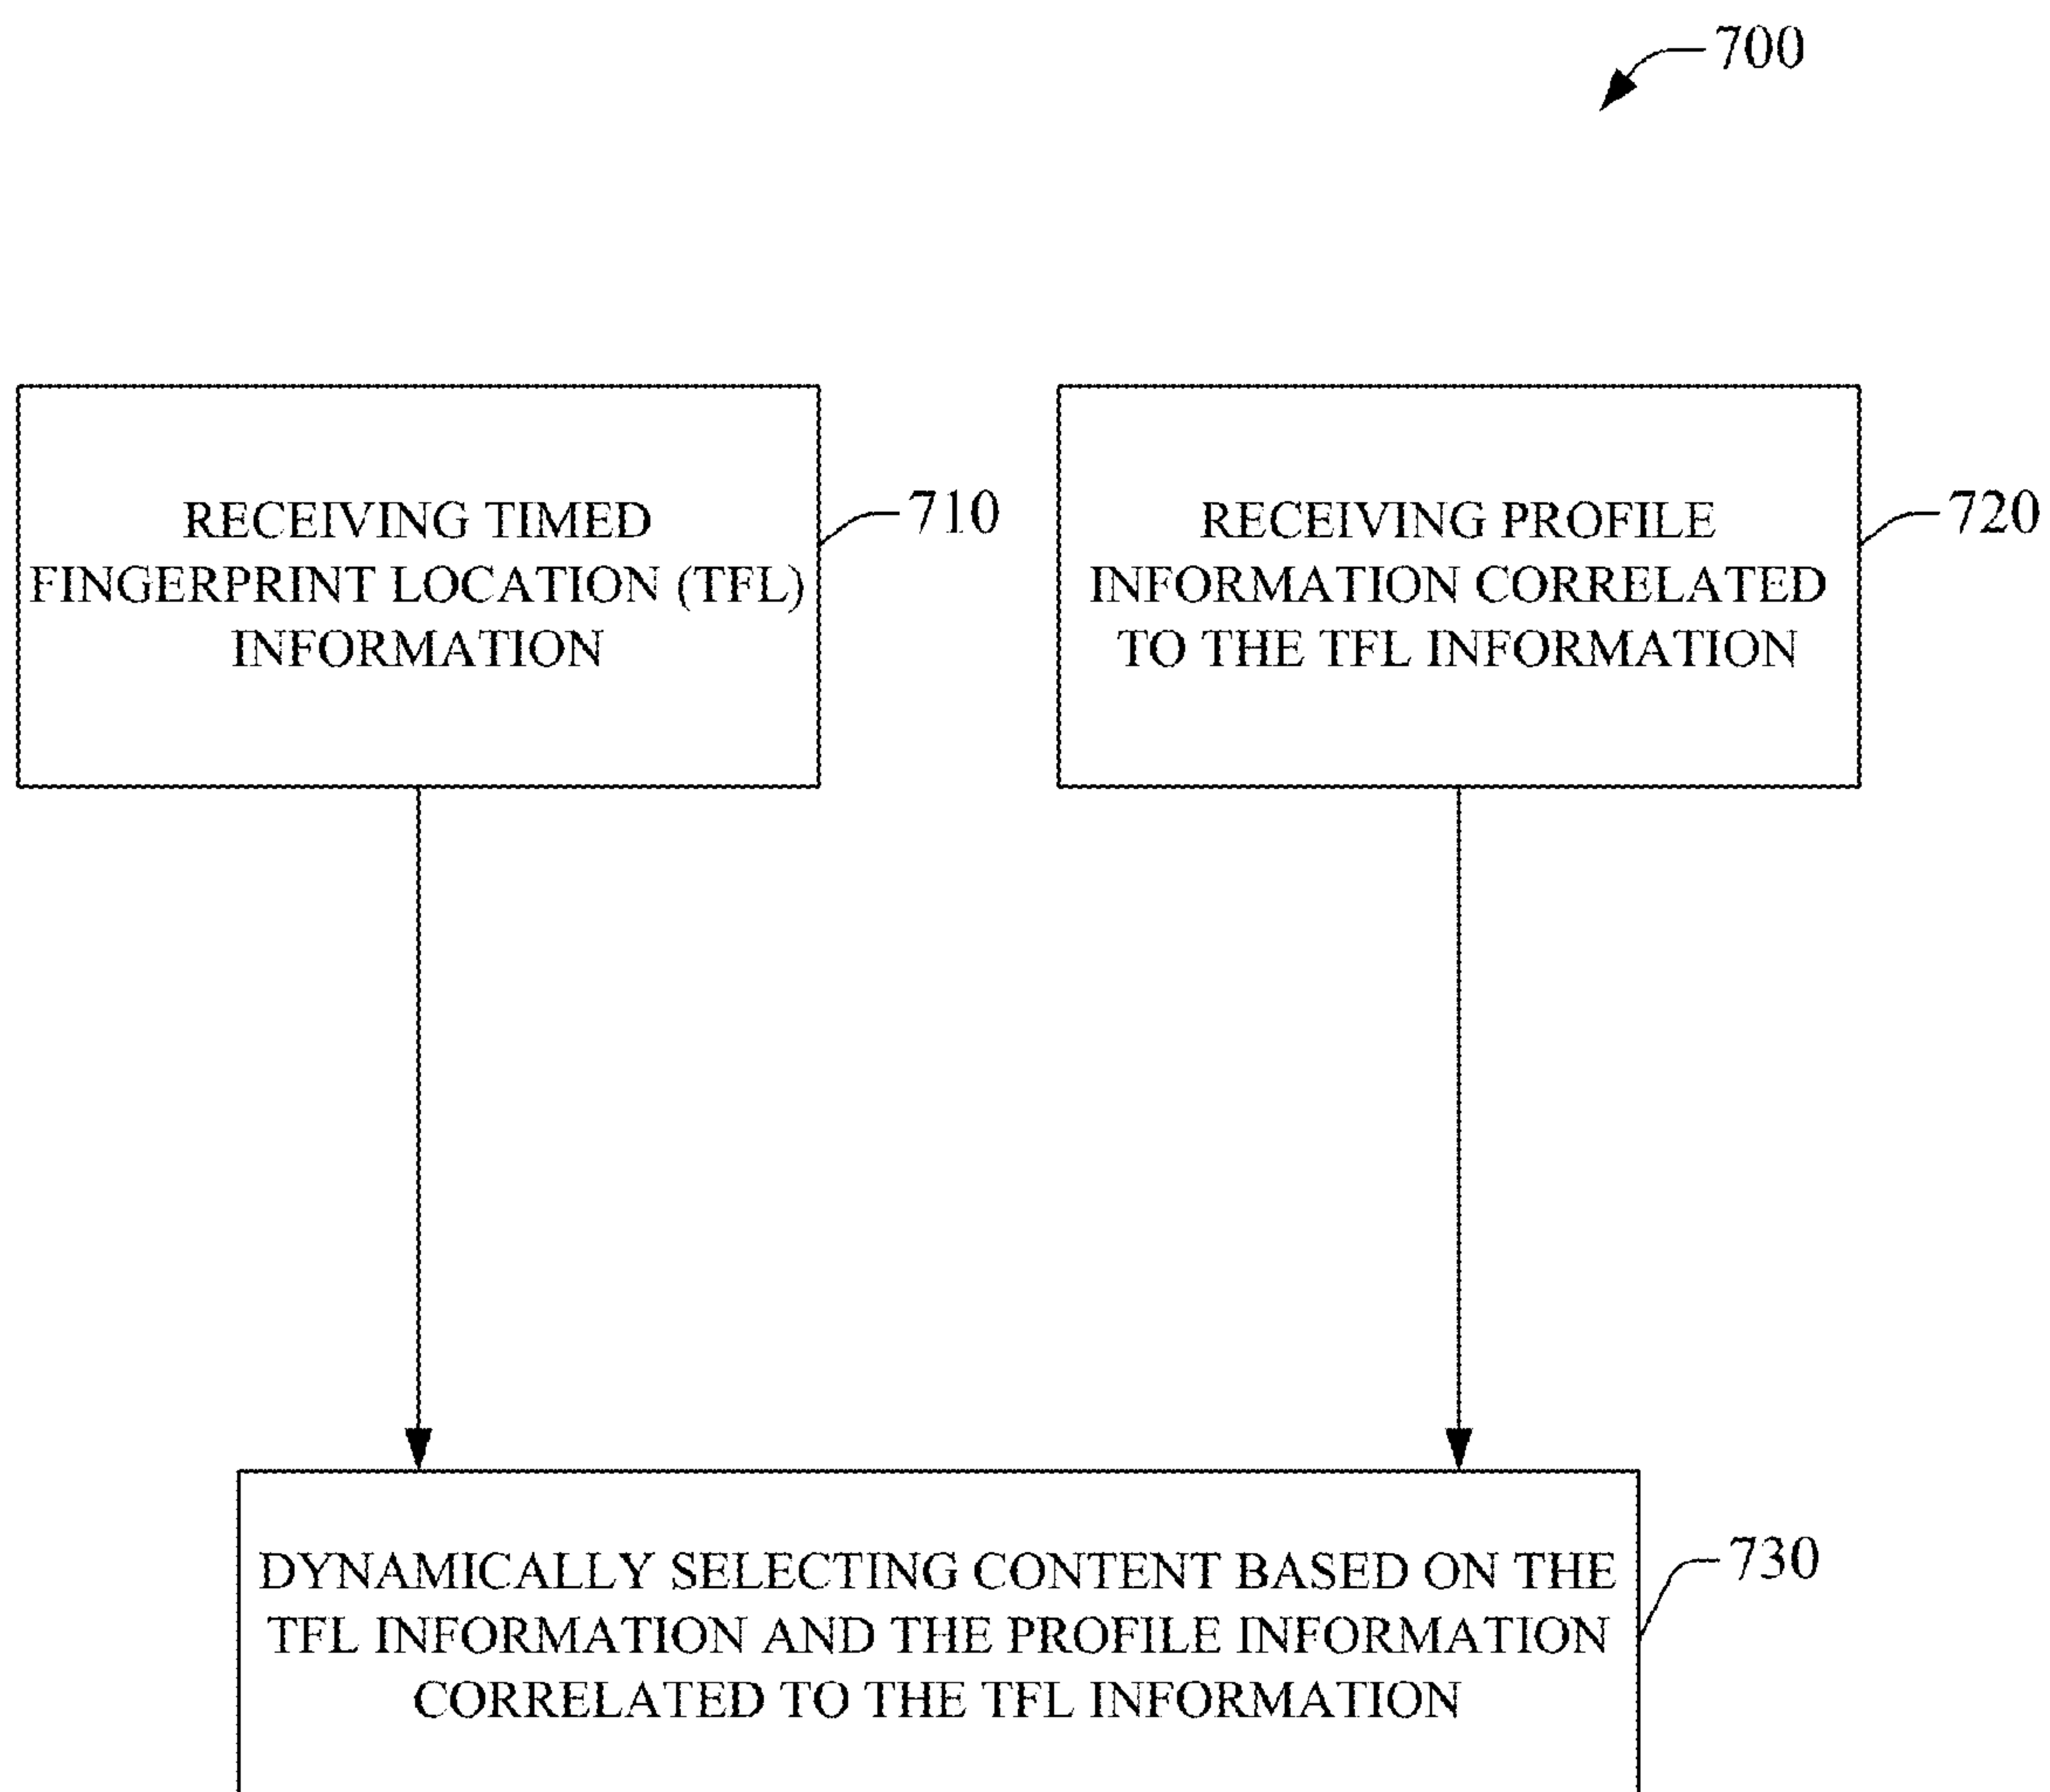 700
RECEIVING TIMED
FINGERPRINT LOCATION (TFL)
INFORMATION
710
RECEIVING PROFILE
INFORMATION CORRELATED
TO THE TFL INFORMATION
720
DYNAMICALLY SELECTING CONTENT BASED ON THE
TFL INFORMATION AND THE PROFILE INFORMATION
CORRELATED TO THE TFL INFORMATION
730